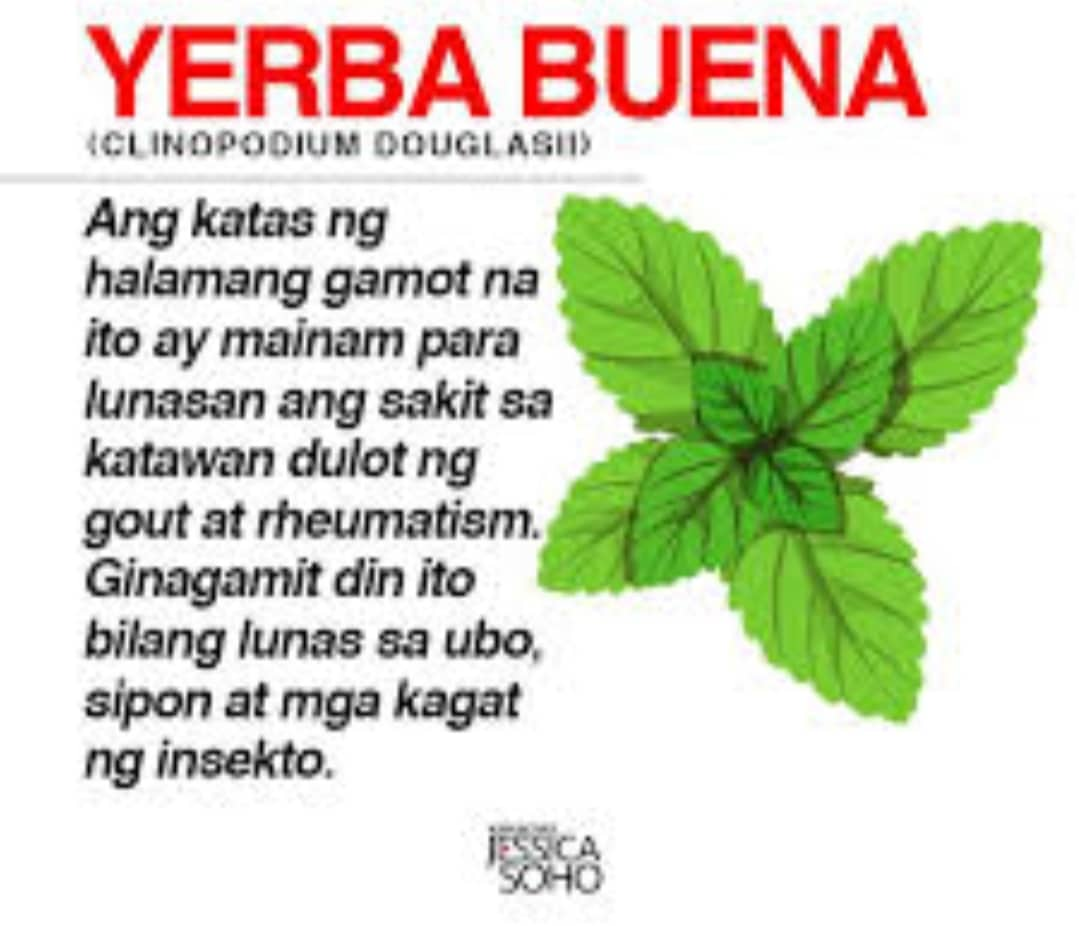 YERBA BUENA
(CLINOPODIUM DOUGLASII)
Ang katas ng
halamang gamot na
ito ay mainam para
lunasan ang sakit sa
katawan dulot ng
gout at rheumatism.
Ginagamit din ito
bilang lunas sa ubo,
sipon at mga kagat
ng insekto.
JESSICA
SOHO